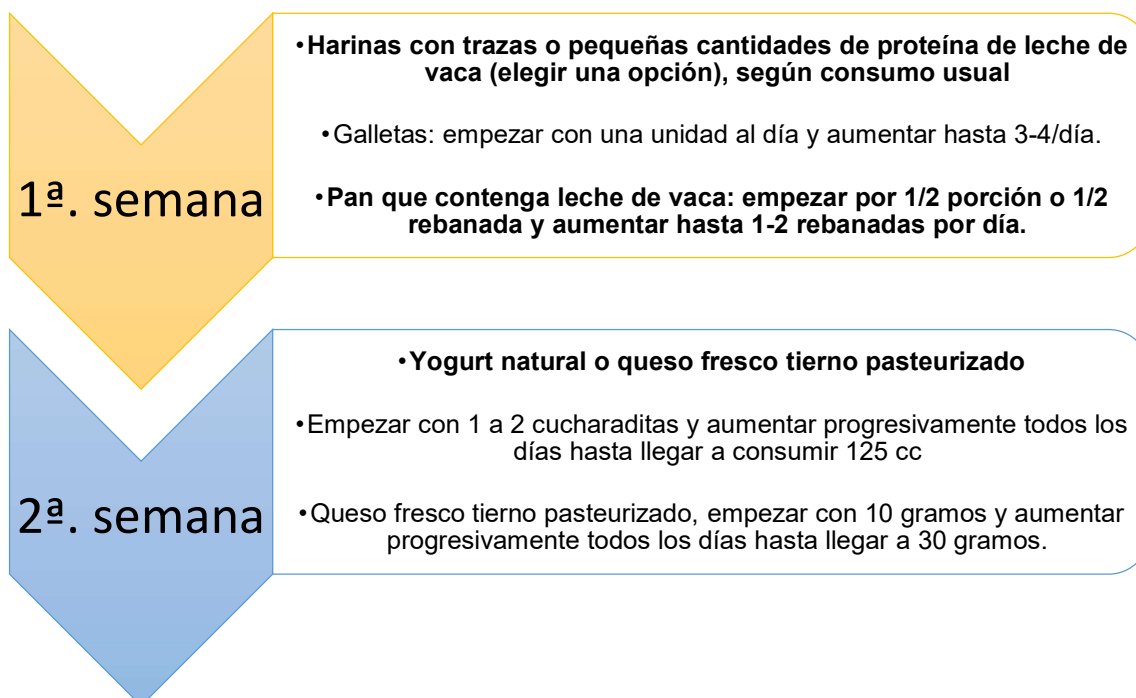 1ª. semana
•Harinas con trazas o pequeñas cantidades de proteína de leche de
vaca (elegir una opción), según consumo usual
•Galletas: empezar con una unidad al día y aumentar hasta 3-4/día.
•Pan que contenga leche de vaca: empezar por 1/2 porción o 1/2
rebanada y aumentar hasta 1-2 rebanadas por día.
2ª. semana
•Yogurt natural o queso fresco tierno pasteurizado
•Empezar con 1 a 2 cucharaditas y aumentar progresivamente todos los
días hasta llegar a consumir 125 cc
•Queso fresco tierno pasteurizado, empezar con 10 gramos y aumentar
progresivamente todos los días hasta llegar a 30 gramos.